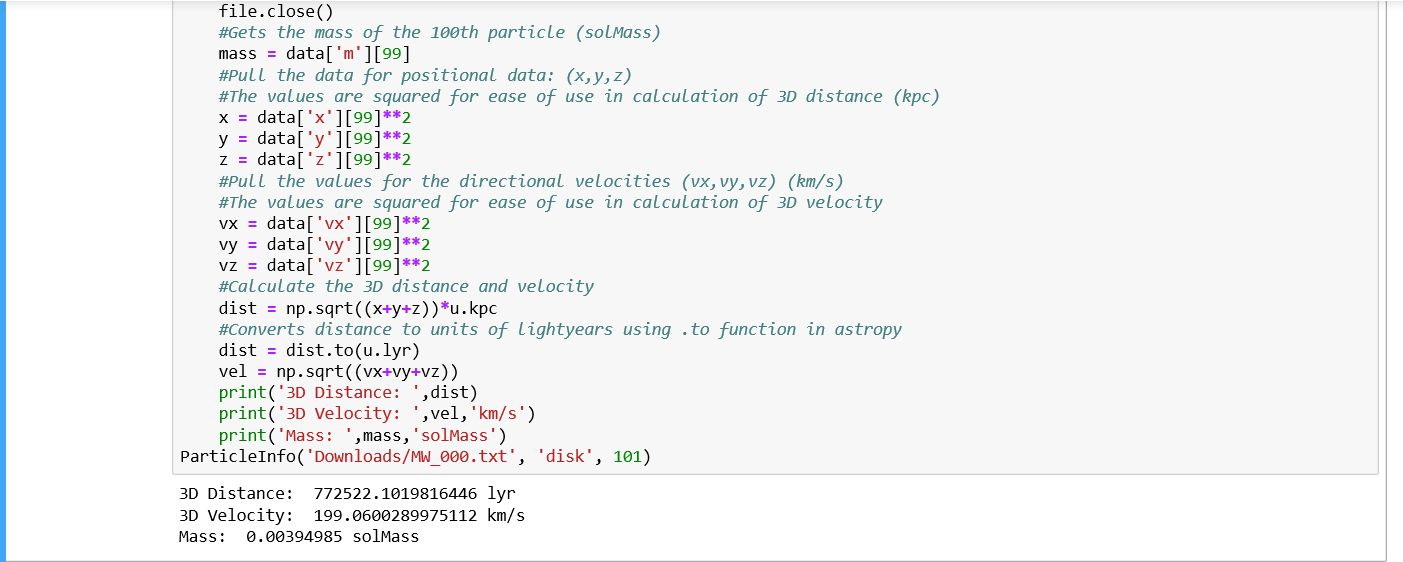 file.close()
#Gets the mass of the 100th particle (solMass)
mass = data['m'][99]
#Pull the data for positional data: (x,y,z)
#The values are squared for ease of use in calculation of 3D distance (kpc)
x = data['x'][99]**2
y = data['y'][99]**2
z = data['z'][99]**2
#Pull the values for the directional velocities (vx,vy,vz) (km/s)
#The values are squared for ease of use in calculation of 3D velocity
vx = data['vx'][99]**2
vy = data['vy'][99]**2
vz = data['vz'][99]**2
#Calculate the 3D distance and velocity
dist = np.sqrt((x+y+z))*u.kpc
#Converts distance to units of lightyears using .to function in astropy
dist = dist.to(u.lyr)
vel = np.sqrt((vx+vy+vz))
print('3D Distance: ',dist)
print('3D Velocity: ',vel,'km/s')
print('Mass: ',mass,'solMass')
ParticleInfo('Downloads/MW_000.txt', 'disk', 101)
3D Distance:  772522.1019816446 lyr
3D Velocity:  199.0600289975112 km/s
Mass:  0.00394985 solMass